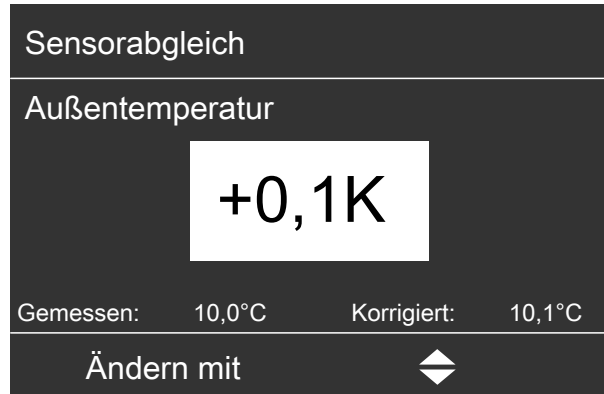 Sensorabgleich
Außentemperatur
+0,1K
Gemessen: 10,0°C Korrigiert: 10,1°C
Ändern mit